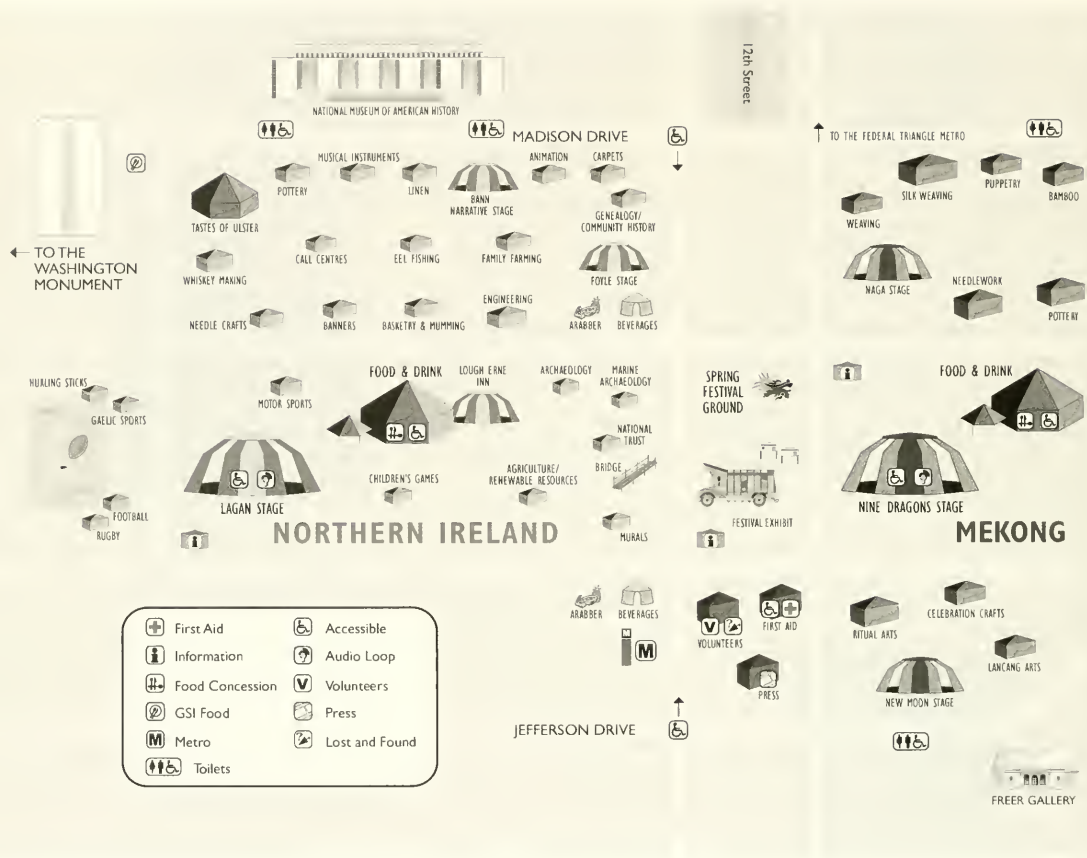 12th Street
NATIONAL MUSEUM OF AMERICAN HISTORY
MADISON DRIVE
TO THE FEDERAL TRIANGLE METRO
MUSICAL INSTRUMENTS
ANIMATION
CARPETS
POTTERY
LINEN
BANN
NARRATIVE STAGE
SILK WEAVING
PUPPETRY
BAMBOO
TASTES OF ULSTER
GENEALOGY/
COMMUNITY HISTORY
WEAVING
TO THE
WASHINGTON
MONUMENT
WHISKEY MAKING
CALL CENTRES
EEL FISHING
FAMILY FARMING
FOYLE STAGE
NAGA STAGE
NEEDLEWORK
POTTERY
NEEDLE CRAFTS
BANNERS
BASKETRY & MUMMING
ENGINEERING
ARABBER
BEVERAGES
HURLING STICKS
GAELIC SPORTS
MOTOR SPORTS
FOOD & DRINK
LOUGH ERNE
INN
ARCHAEOLOGY
MARINE
ARCHAEOLOGY
SPRING
FESTIVAL
GROUND
FOOD & DRINK
NATIONAL
TRUST
BRIDGE
LAGAN STAGE
CHILDREN'S GAMES
AGRICULTURE/
RENEWABLE RESOURCES
FOOTBALL
RUGBY
NORTHERN IRELAND
MURALS
FESTIVAL EXHIBIT
NINE DRAGONS STAGE
MEKONG
ARABBER
BEVERAGES
M
M
V
VOLUNTEERS
FIRST AID
PRESS
RITUAL ARTS
CELEBRATION CRAFTS
LANCANG ARTS
NEW MOON STAGE
JEFFERSON DRIVE
FREER GALLERY
First Aid
Accessible
Information
Audio Loop
Food Concession
V Volunteers
GSI Food
Press
M Metro
Lost and Found
Toilets